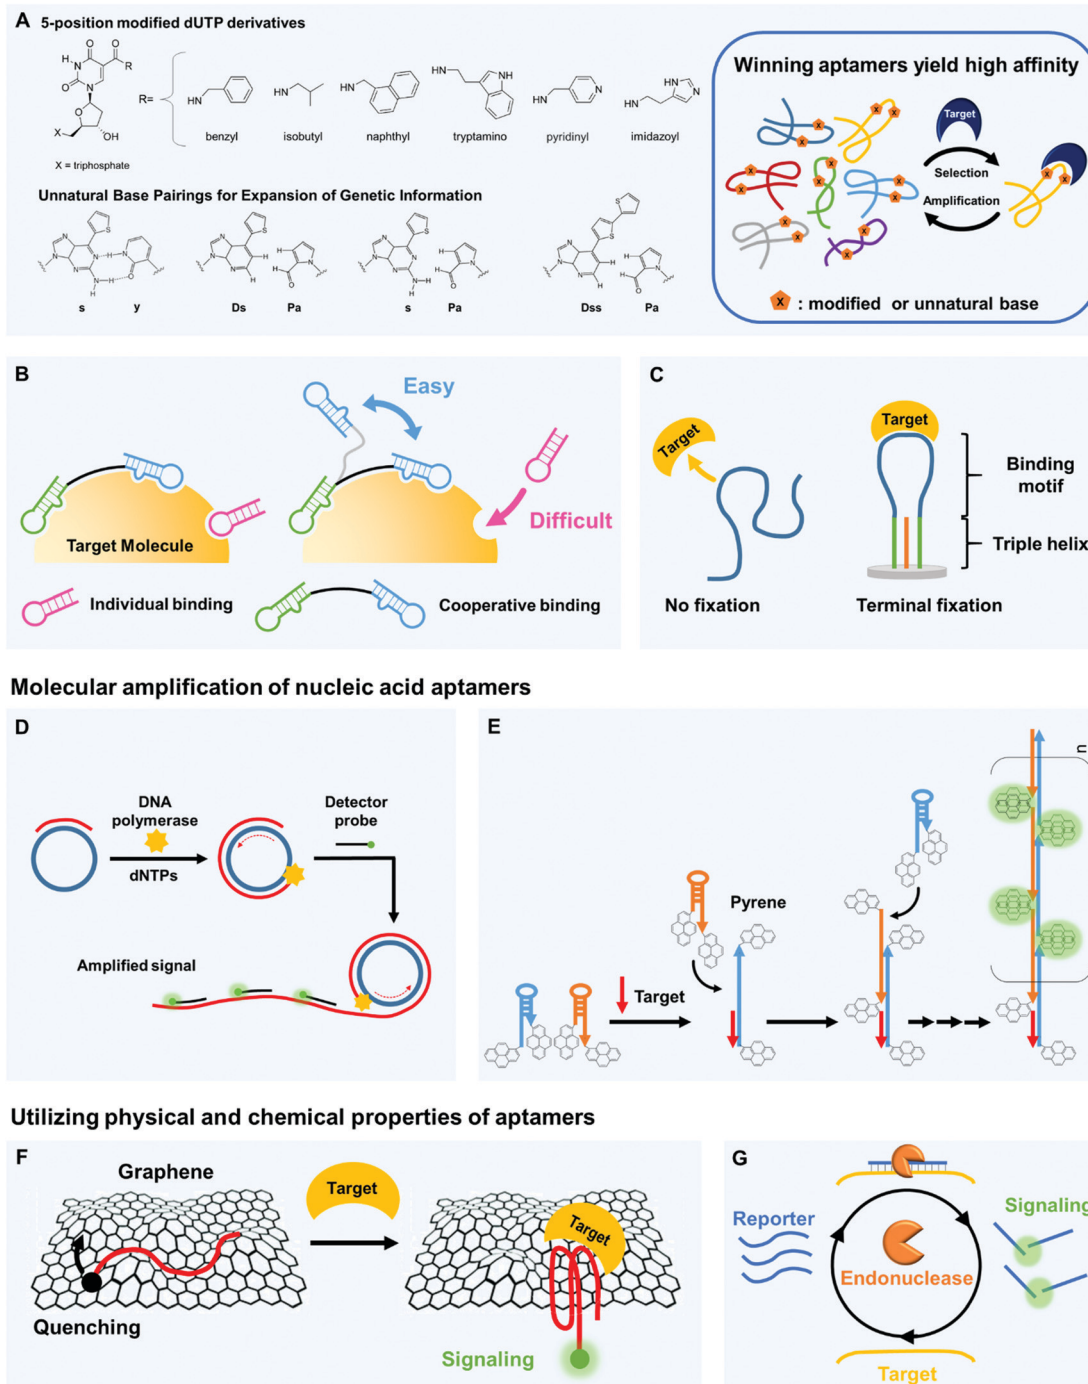 A
5-position modified dUTP derivatives
R=
X = triphosphate
benzyl
isobutyl
naphthyl
tryptamino
pyridinyl
imidazoyl
Unnatural Base Pairings for Expansion of Genetic Information
s
y
Ds
Pa
s
Pa
Dss
Pa
Winning aptamers yield high affinity
Target
Selection
Amplification
X : modified or unnatural base
B
Easy
Difficult
Target Molecule
Individual binding
Cooperative binding
C
Target
Target
Binding
motif
Triple helix
No fixation
Terminal fixation
Molecular amplification of nucleic acid aptamers
D
DNA
polymerase
dNTPs
Detector
probe
Amplified signal
E
Target
Pyrene
n
Utilizing physical and chemical properties of aptamers
F
Graphene
Quenching
Target
Target
Signaling
G
Reporter
Endonuclease
Signaling
Target